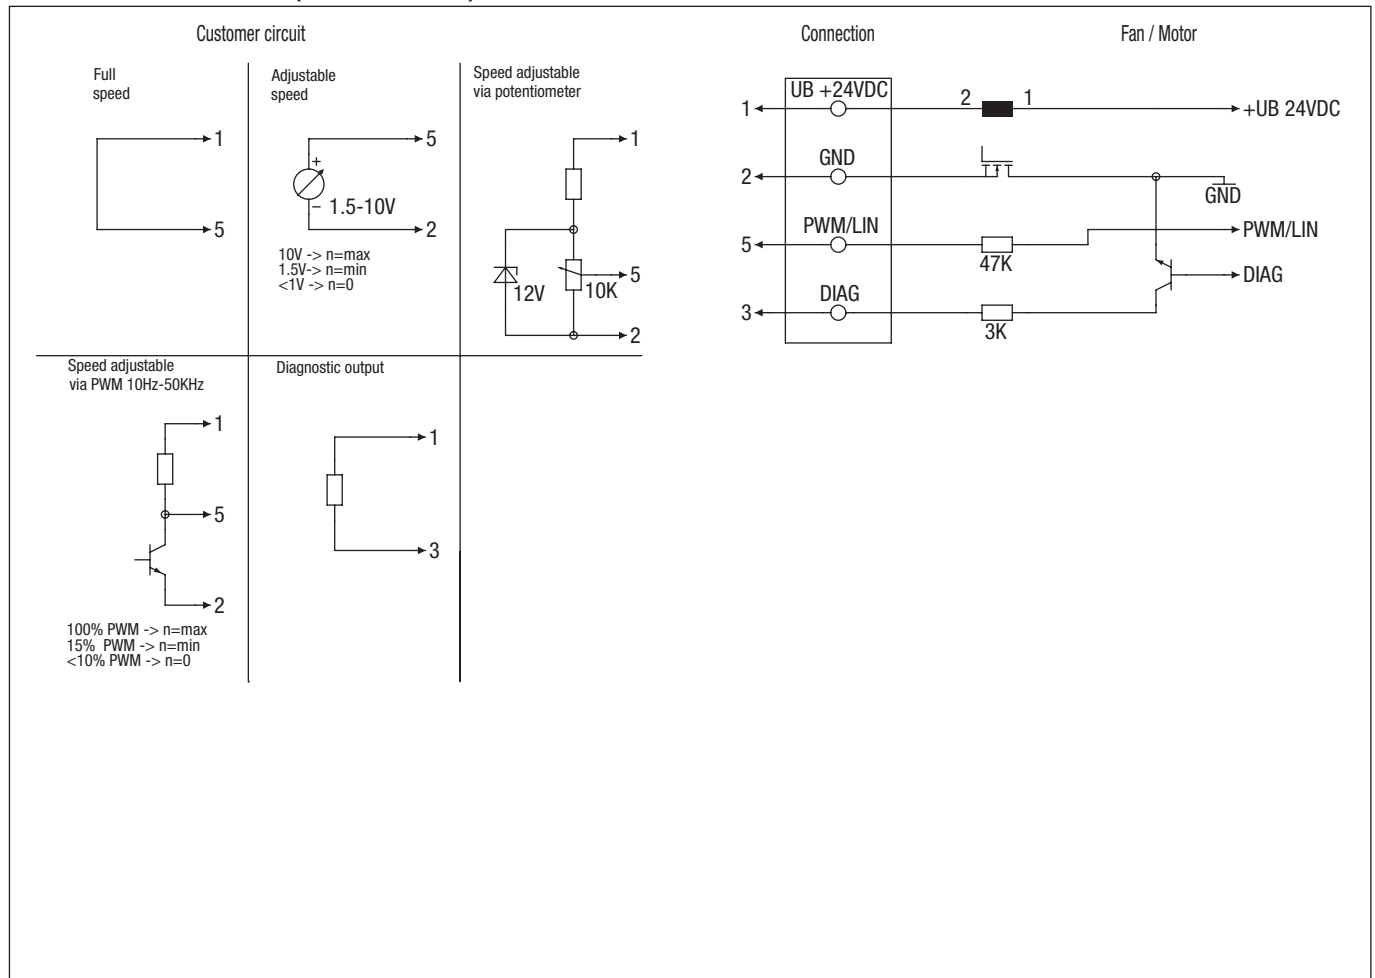 Customer circuit
Connection
Fan / Motor
Full
speed
1
5
Adjustable
speed
5
+
– 1.5-10V
2
10V -> n=max
1.5V-> n=min
<1V -> n=0
Speed adjustable
via potentiometer
1
5
12V
10K
2
Speed adjustable
via PWM 10Hz-50KHz
1
5
2
100% PWM -> n=max
15% PWM -> n=min
<10% PWM -> n=0
Diagnostic output
1
3
1
UB +24VDC
2
1
+UB 24VDC
2
GND
GND
5
PWM/LIN
47K
PWM/LIN
DIAG
3
DIAG
3K